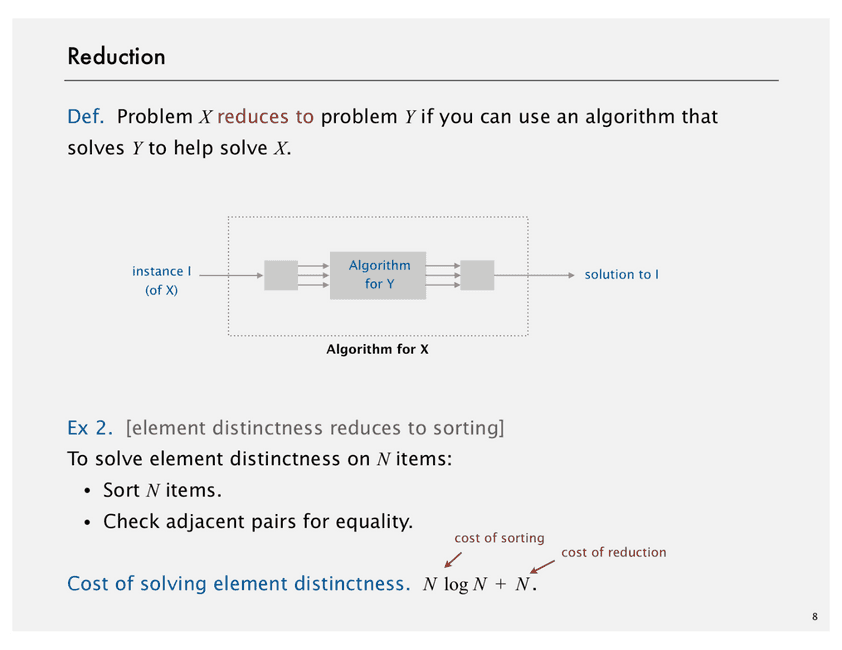 Reduction
Def. Problem X reduces to problem Y if you can use an algorithm that
solves Y to help solve X.
instance I
(of X)
Algorithm
for Y
solution to I
Algorithm for X
Ex 2. [element distinctness reduces to sorting]
To solve element distinctness on N items:
• Sort N items.
• Check adjacent pairs for equality.
cost of sorting
cost of reduction
Cost of solving element distinctness. N log N + N.
8